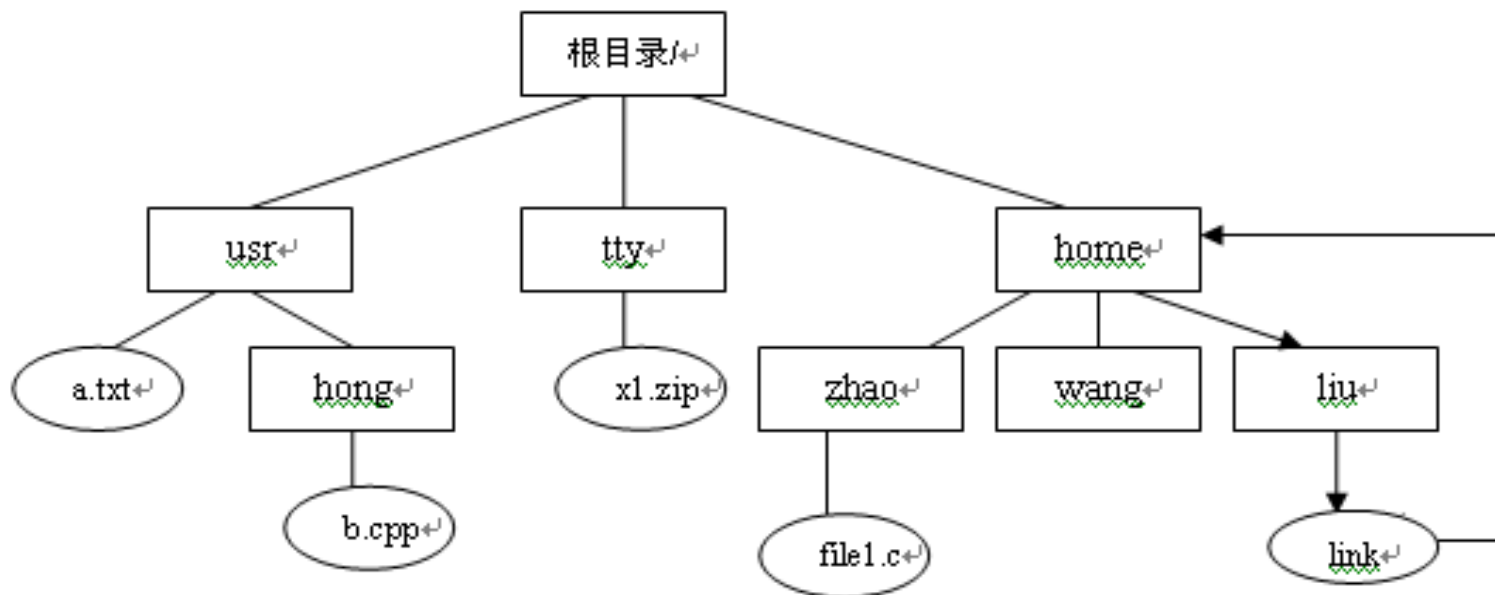 根目录/↵
usr↵
tty↵
home↵
a.txt↵
hong↵
x1.zip↵
zhao↵
wang↵
liu↵
b.cpp↵
file1.c↵
link↵